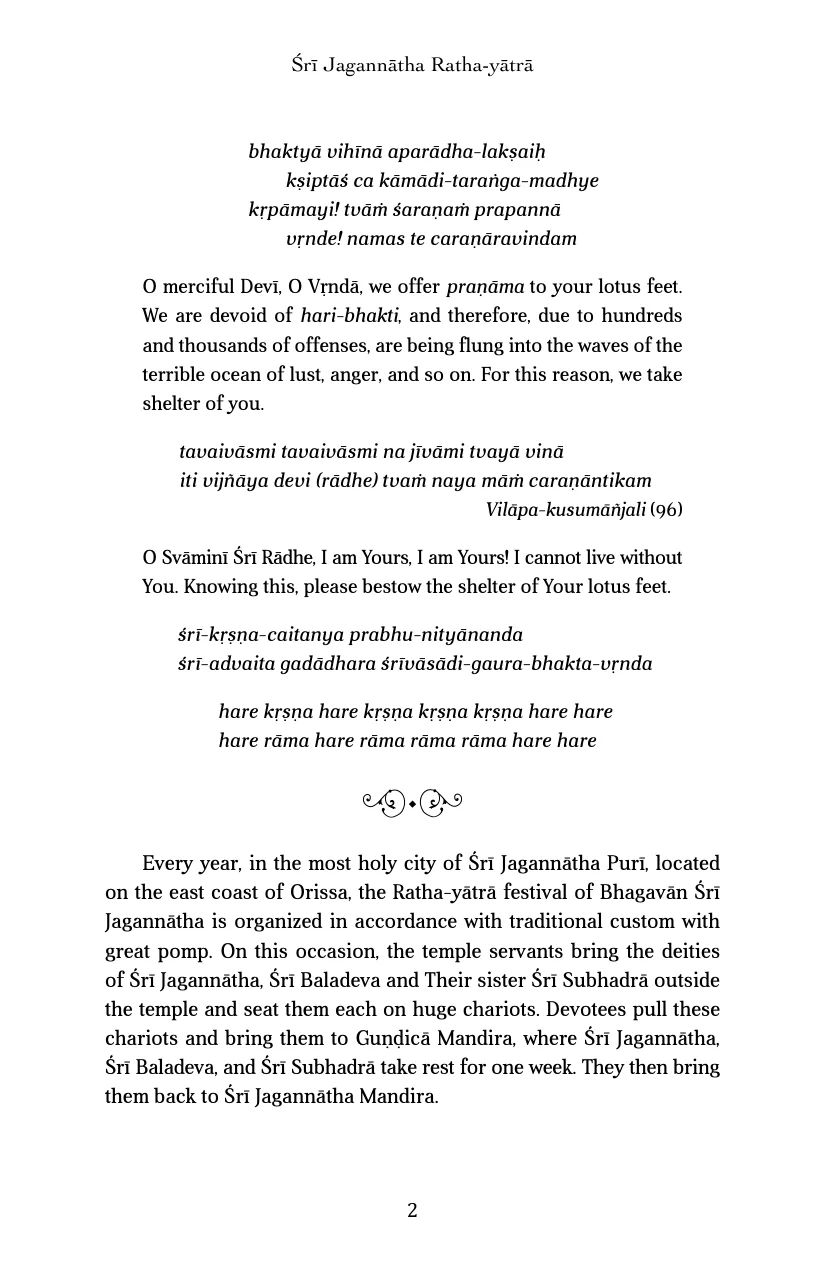 Śrī Jagannātha Ratha-yātrā
bhaktyā vihīnā aparādha-lakṣaiḥ
kṣiptāś ca kāmādi-taraṅga-madhye
kṛpāmayi! tvāṁ śaraṇaṁ prapannā
vṛnde! namas te caraṇāravindam
O merciful Devī, O Vṛndā, we offer praṇāma to your lotus feet.
We are devoid of hari-bhakti, and therefore, due to hundreds
and thousands of offenses, are being flung into the waves of the
terrible ocean of lust, anger, and so on. For this reason, we take
shelter of you.
tavaivāsmi tavaivāsmi na jīvāmi tvayā vinā
iti vijñāya devi (rādhe) tvaṁ naya māṁ caraṇāntikam
Vilāpa-kusumāñjali (96)
O Svāminī Śrī Rādhe, I am Yours, I am Yours! I cannot live without
You. Knowing this, please bestow the shelter of Your lotus feet.
śrī-kṛṣṇa-caitanya prabhu-nityānanda
śrī-advaita gadādhara śrīvāsādi-gaura-bhakta-vṛnda
hare kṛṣṇa hare kṛṣṇa kṛṣṇa kṛṣṇa hare hare
hare rāma hare rāma rāma rāma hare hare
Every year, in the most holy city of Śrī Jagannātha Purī, located
on the east coast of Orissa, the Ratha-yātrā festival of Bhagavān Śrī
Jagannātha is organized in accordance with traditional custom with
great pomp. On this occasion, the temple servants bring the deities
of Śrī Jagannātha, Śrī Baladeva and Their sister Śrī Subhadrā outside
the temple and seat them each on huge chariots. Devotees pull these
chariots and bring them to Guṇḍicā Mandira, where Śrī Jagannātha,
Śrī Baladeva, and Śrī Subhadrā take rest for one week. They then bring
them back to Śrī Jagannātha Mandira.
2